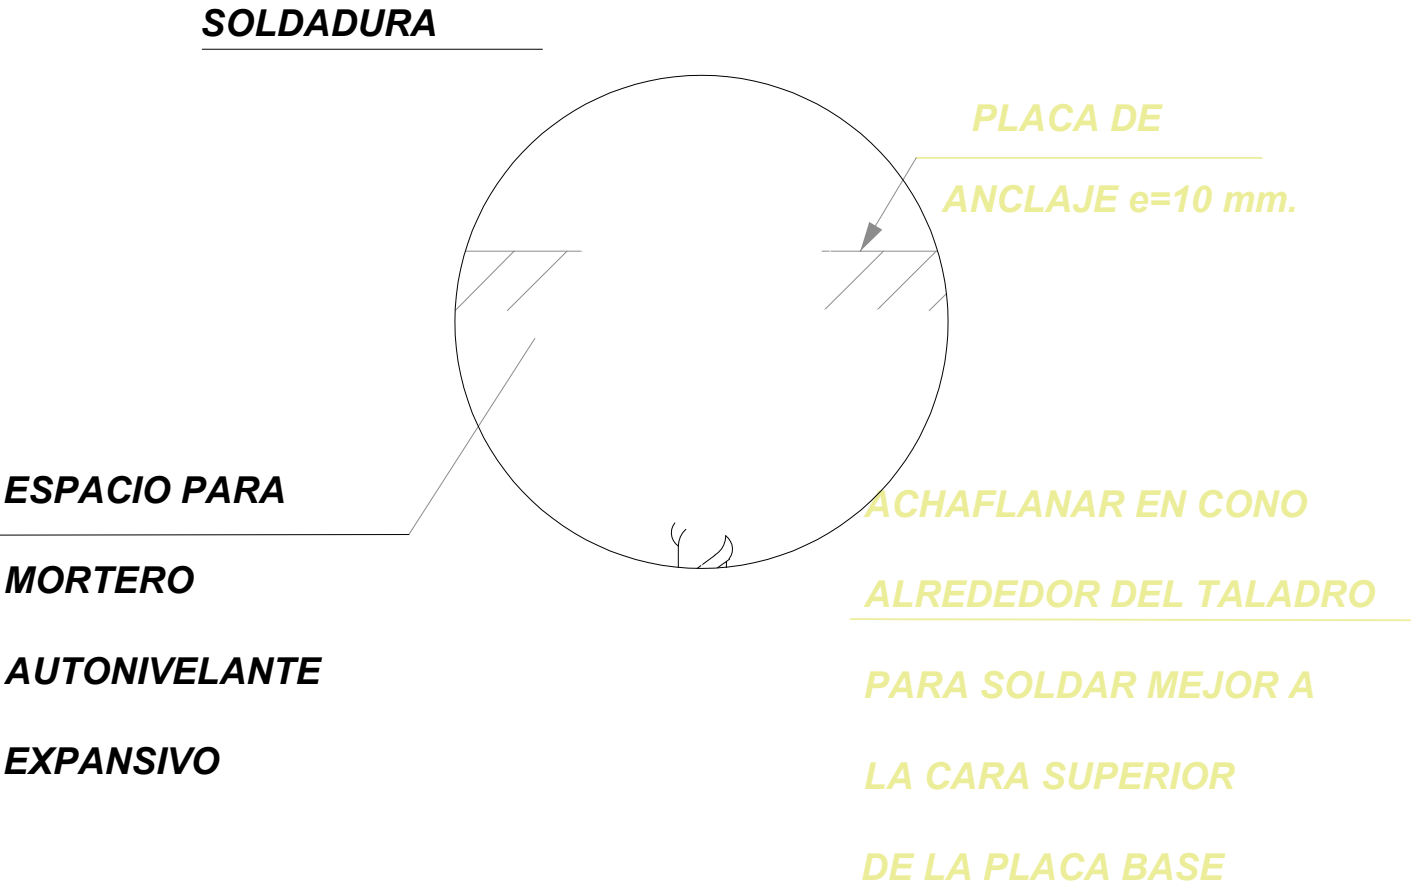 SOLDADURA
PLACA DE
ANCLAJE e=10 mm.
ESPACIO PARA
MORTERO
AUTONIVELANTE
EXPANSIVO
ACHAFLANAR EN CONO
ALREDEDOR DEL TALADRO
PARA SOLDAR MEJOR A
LA CARA SUPERIOR
DE LA PLACA BASE